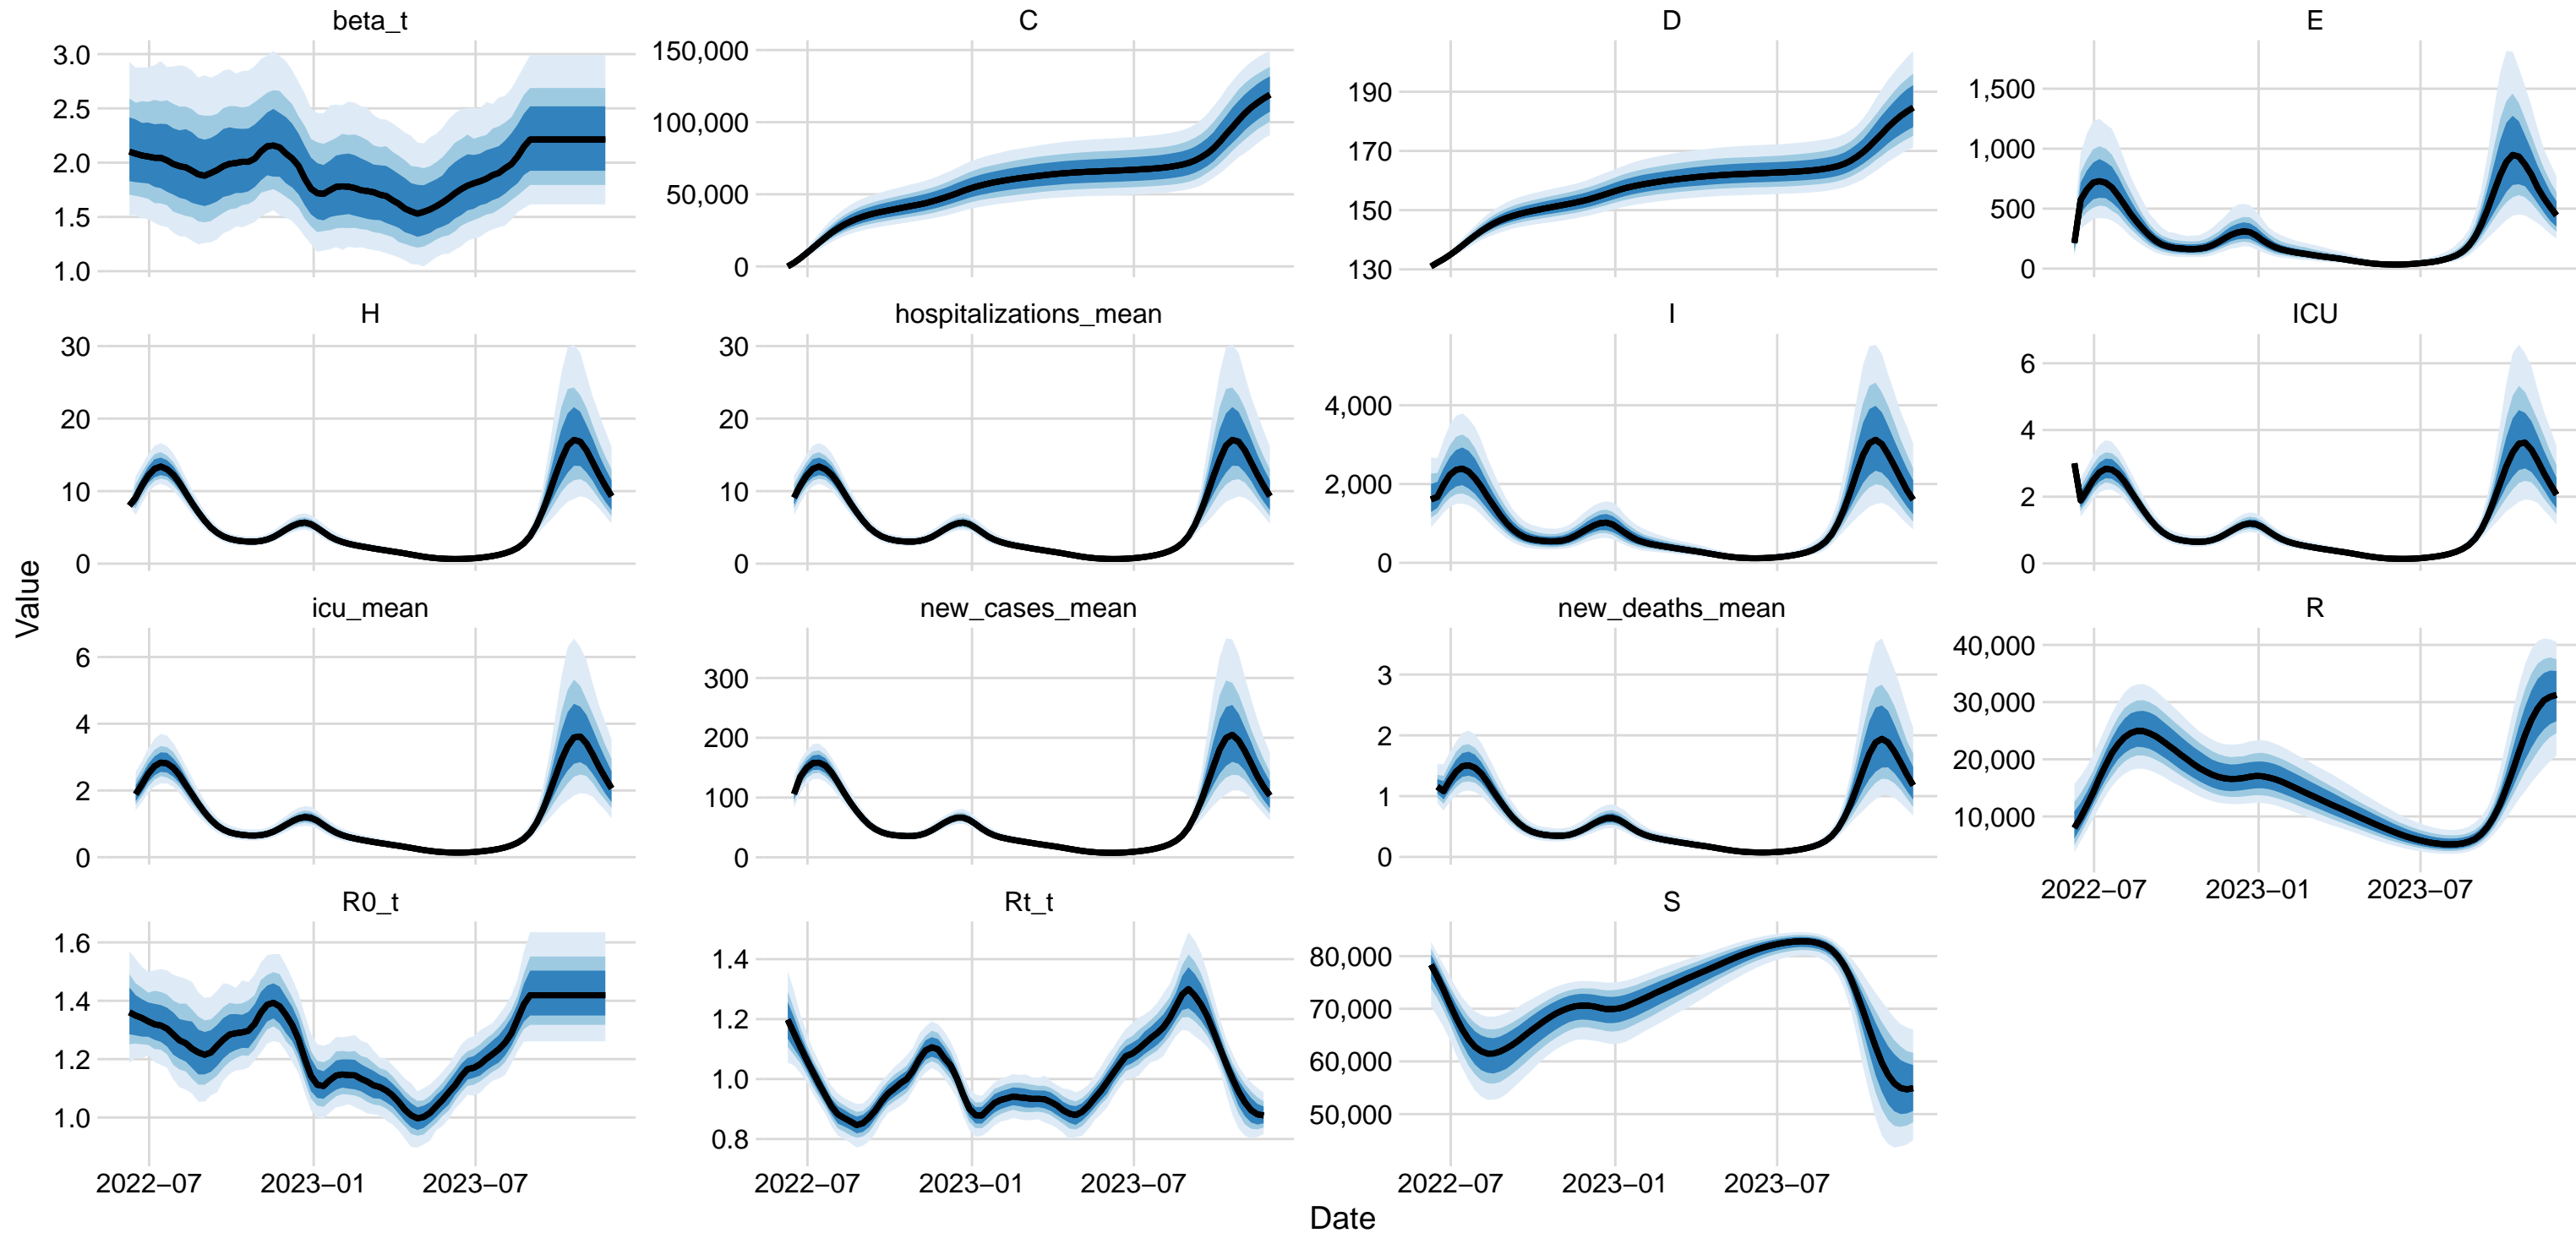 beta_t
C
D
E
3.0
2.5
2.0
1.5
1.0
150,000
100,000
50,000
0
190
170
150
130
1,500
1,000
500
0
H
hospitalizations_mean
I
ICU
30
20
10
0
30
20
10
0
4,000
2,000
0
6
4
2
0
Value
icu_mean
new_cases_mean
new_deaths_mean
R
6
4
2
0
300
200
100
0
3
2
1
0
40,000
30,000
20,000
10,000
2022−07 2023−01 2023−07
R0_t
Rt_t
S
1.6
1.4
1.2
1.0
1.4
1.2
1.0
0.8
80,000
70,000
60,000
50,000
2022−07 2023−01 2023−07
2022−07 2023−01 2023−07
2022−07 2023−01 2023−07
Date